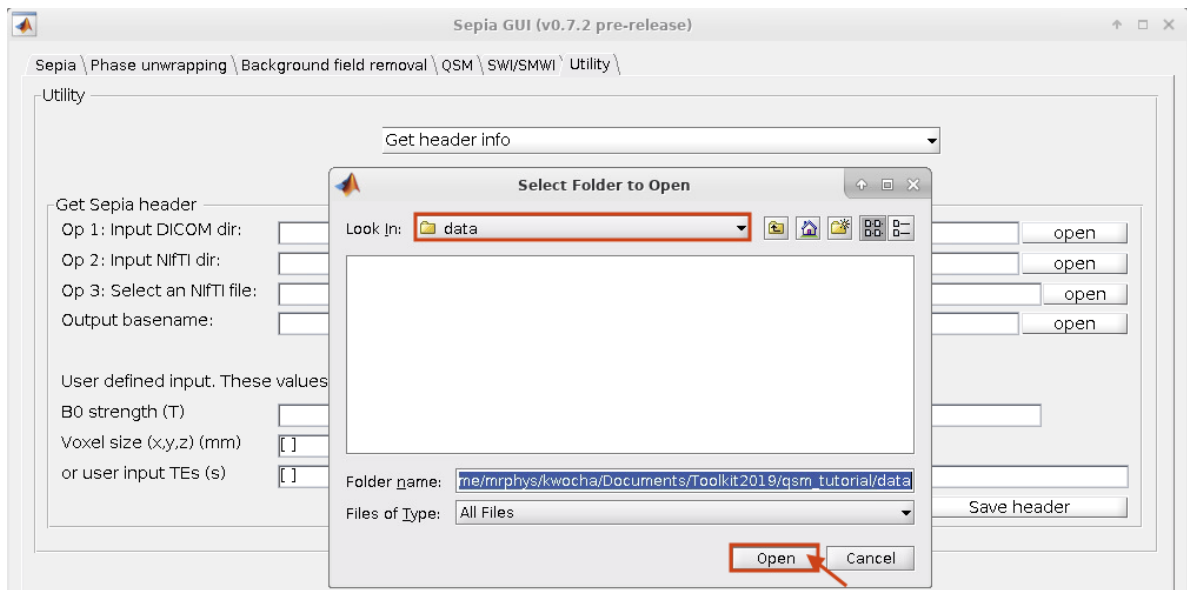 Sepia GUI (v0.7.2 pre-release)
Sepia Phase unwrapping Background field removal QSM SWI/SMWI Utility
Utility
Get header info
Select Folder to Open
Get Sepia header
Look In: data
Op 1: Input DICOM dir: open
Op 2: Input NIfTI dir: open
Op 3: Select an NIfTI file: open
Output basename: open
User defined input. These values
B0 strength (T)
Voxel size (x,y,z) (mm) [ ]
or user input TEs (s) [ ]
Folder name: me/mrphys/kwocha/Documents/Toolkit2019/qsm_tutorial/data
Files of Type: All Files
Save header
Open Cancel